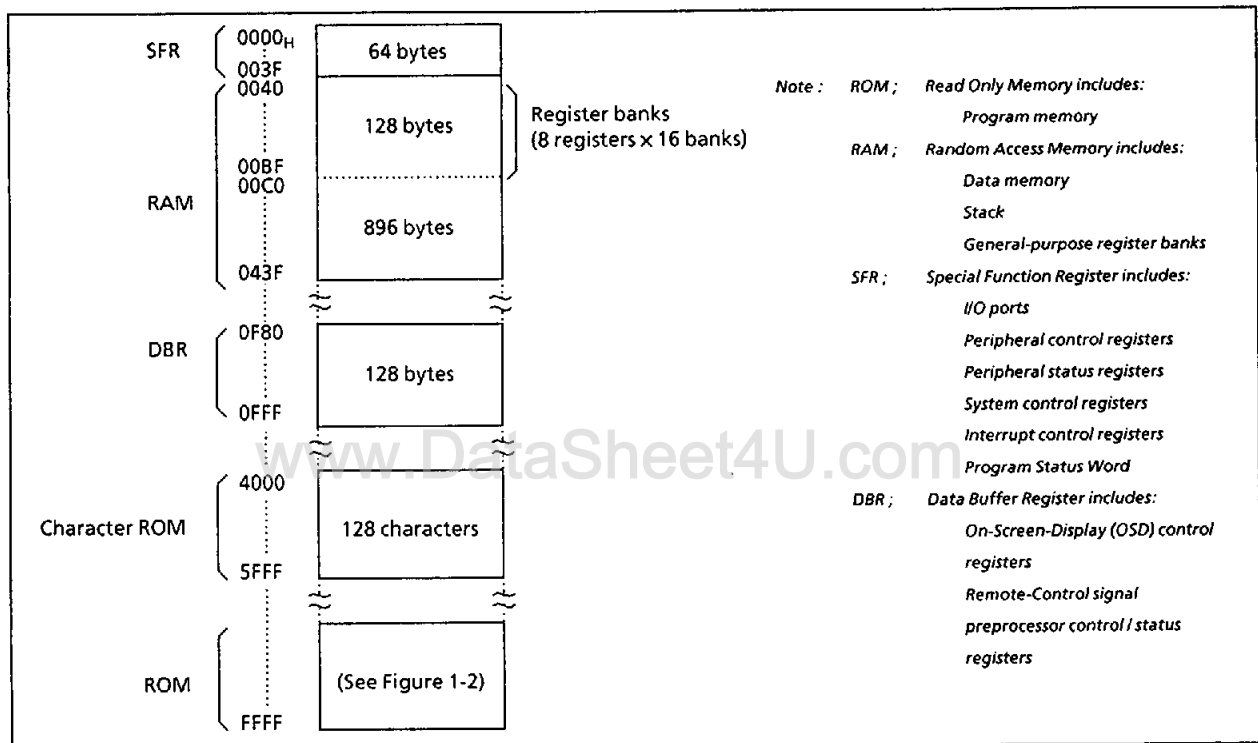 SFR
0000H
64 bytes
003F
0040
128 bytes
Register banks
(8 registers x 16 banks)
00BF
00C0
RAM
896 bytes
043F
DBR
0F80
128 bytes
0FFF
Character ROM
4000
128 characters
5FFF
ROM
(See Figure 1-2)
FFFF
Note : ROM ; Read Only Memory includes:
Program memory
RAM ; Random Access Memory includes:
Data memory
Stack
General-purpose register banks
SFR ; Special Function Register includes:
I/O ports
Peripheral control registers
Peripheral status registers
System control registers
Interrupt control registers
Program Status Word
DBR ; Data Buffer Register includes:
On-Screen-Display (OSD) control
registers
Remote-Control signal
preprocessor control / status
registers
www.DataSheet4U.com